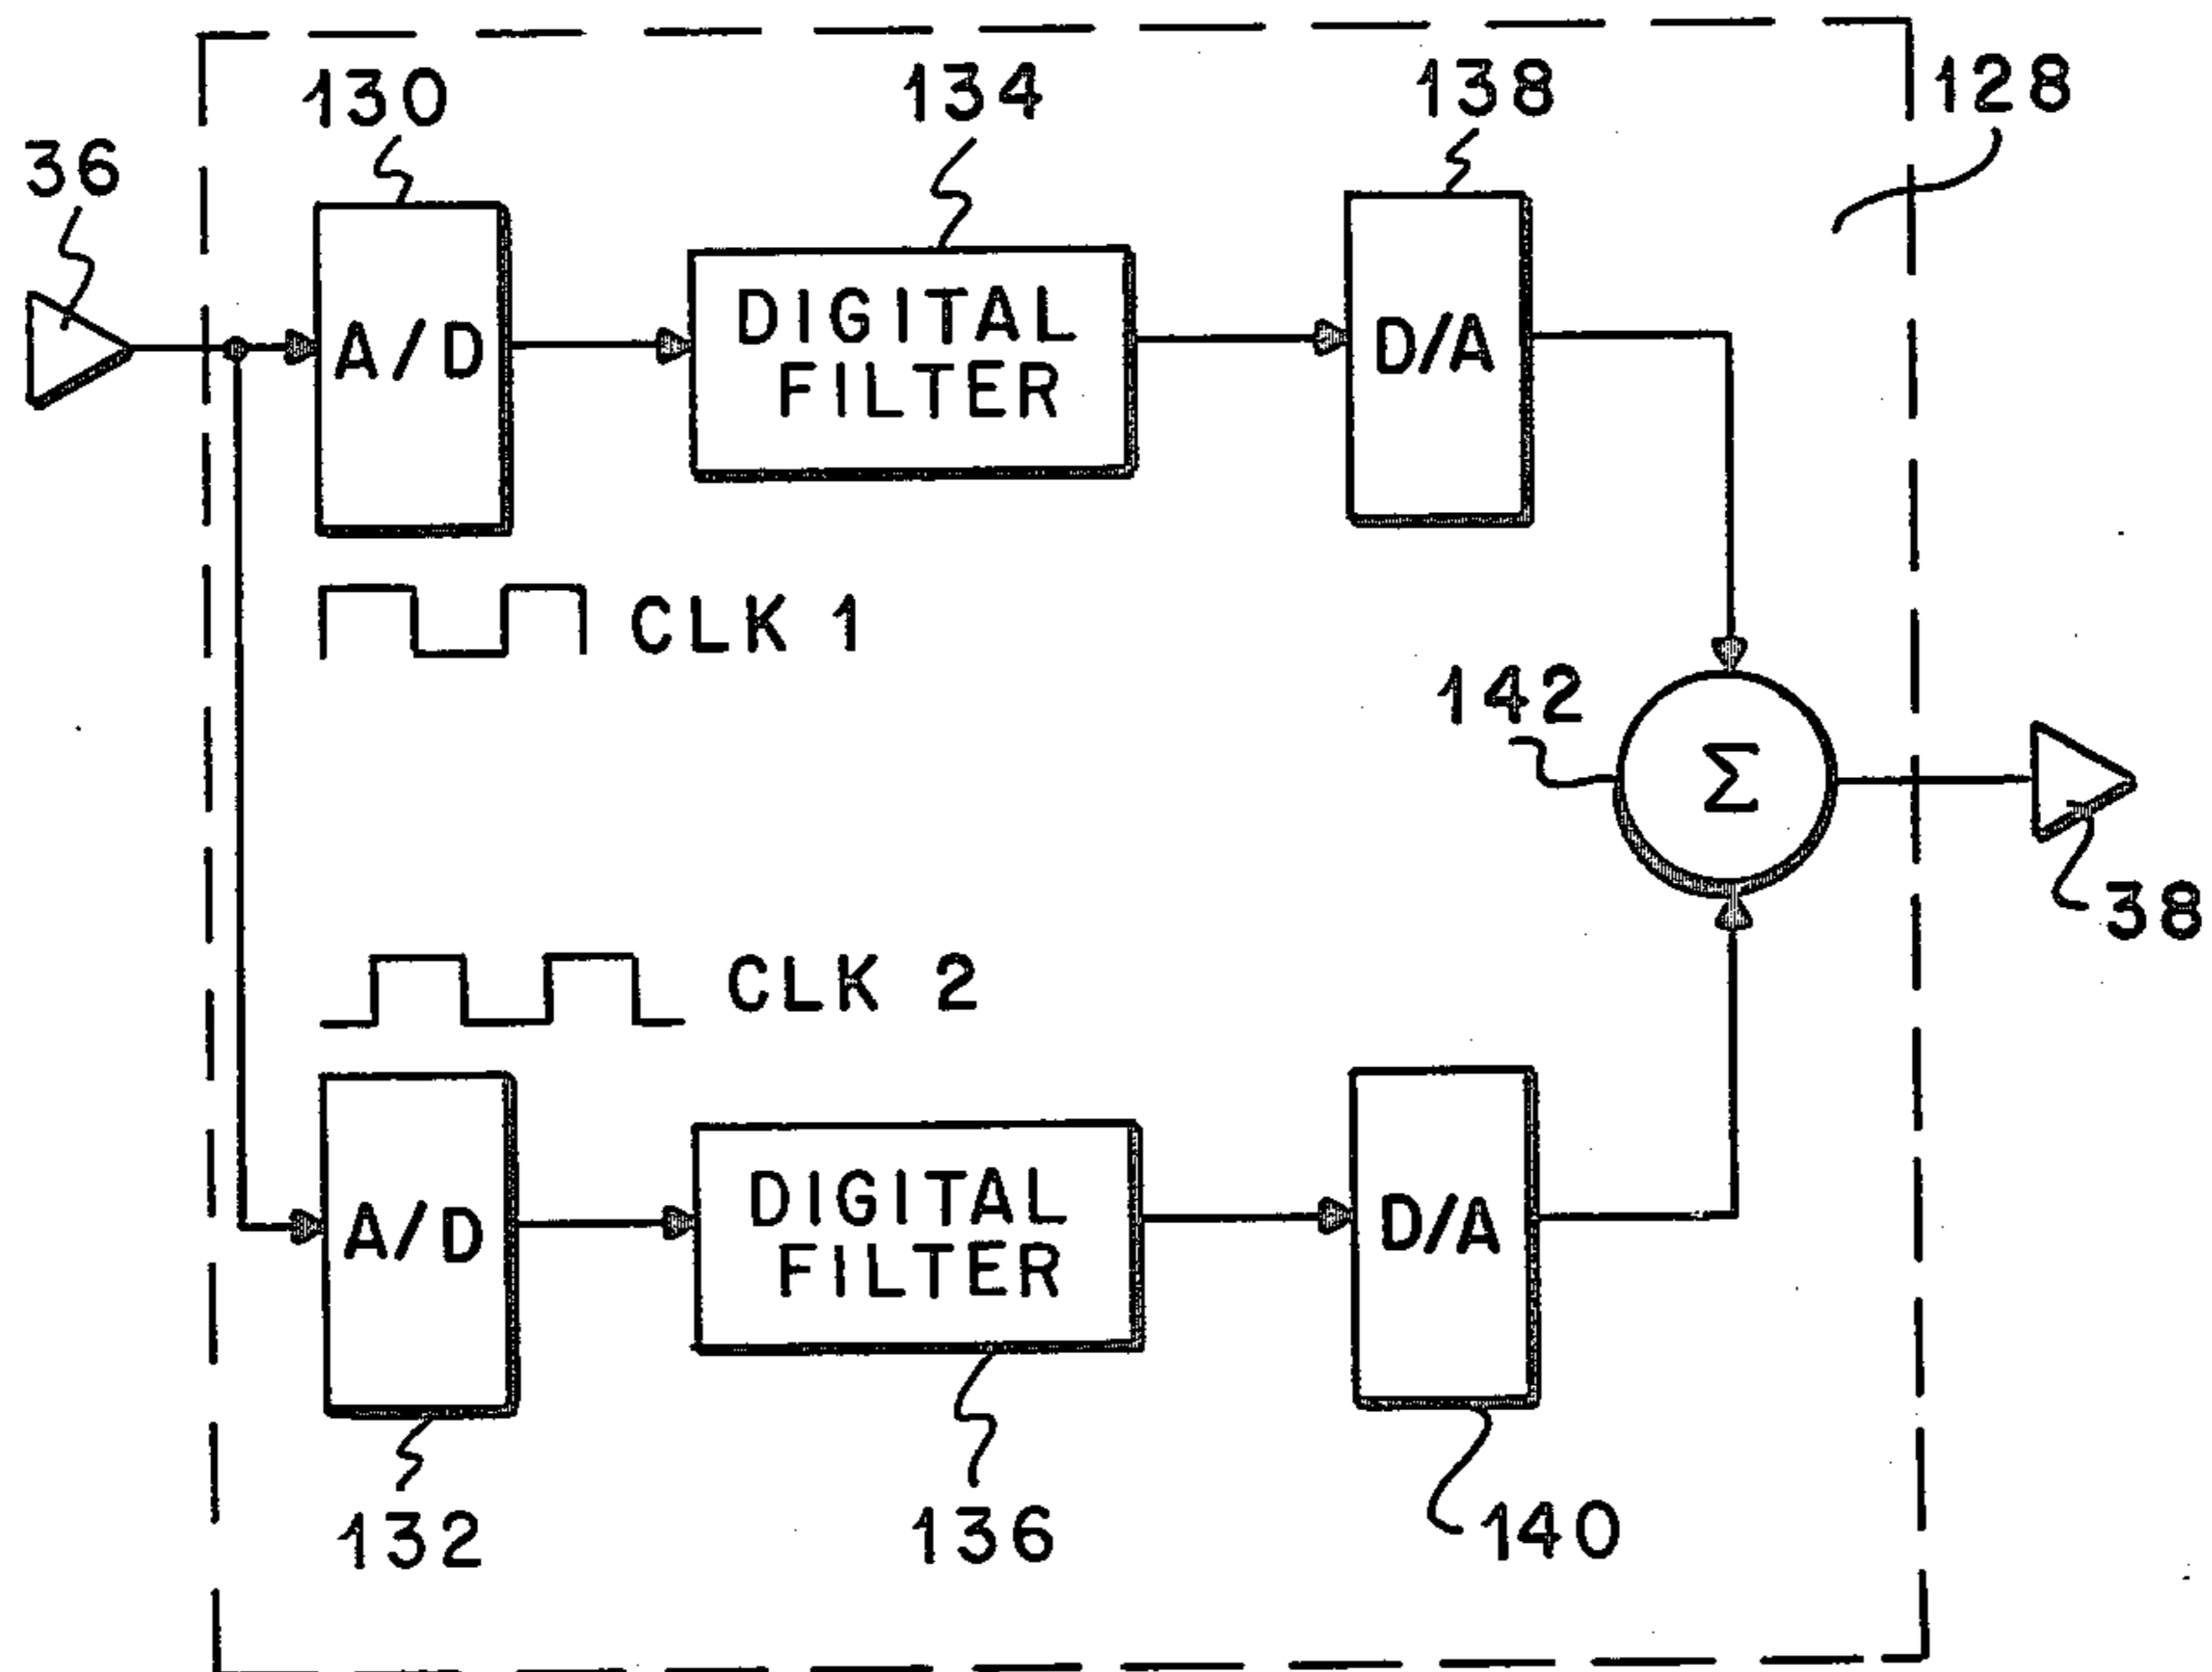 130
134
138
128
36
A/D
DIGITAL
FILTER
D/A
CLK 1
142
Σ
38
CLK 2
A/D
DIGITAL
FILTER
D/A
132
136
140